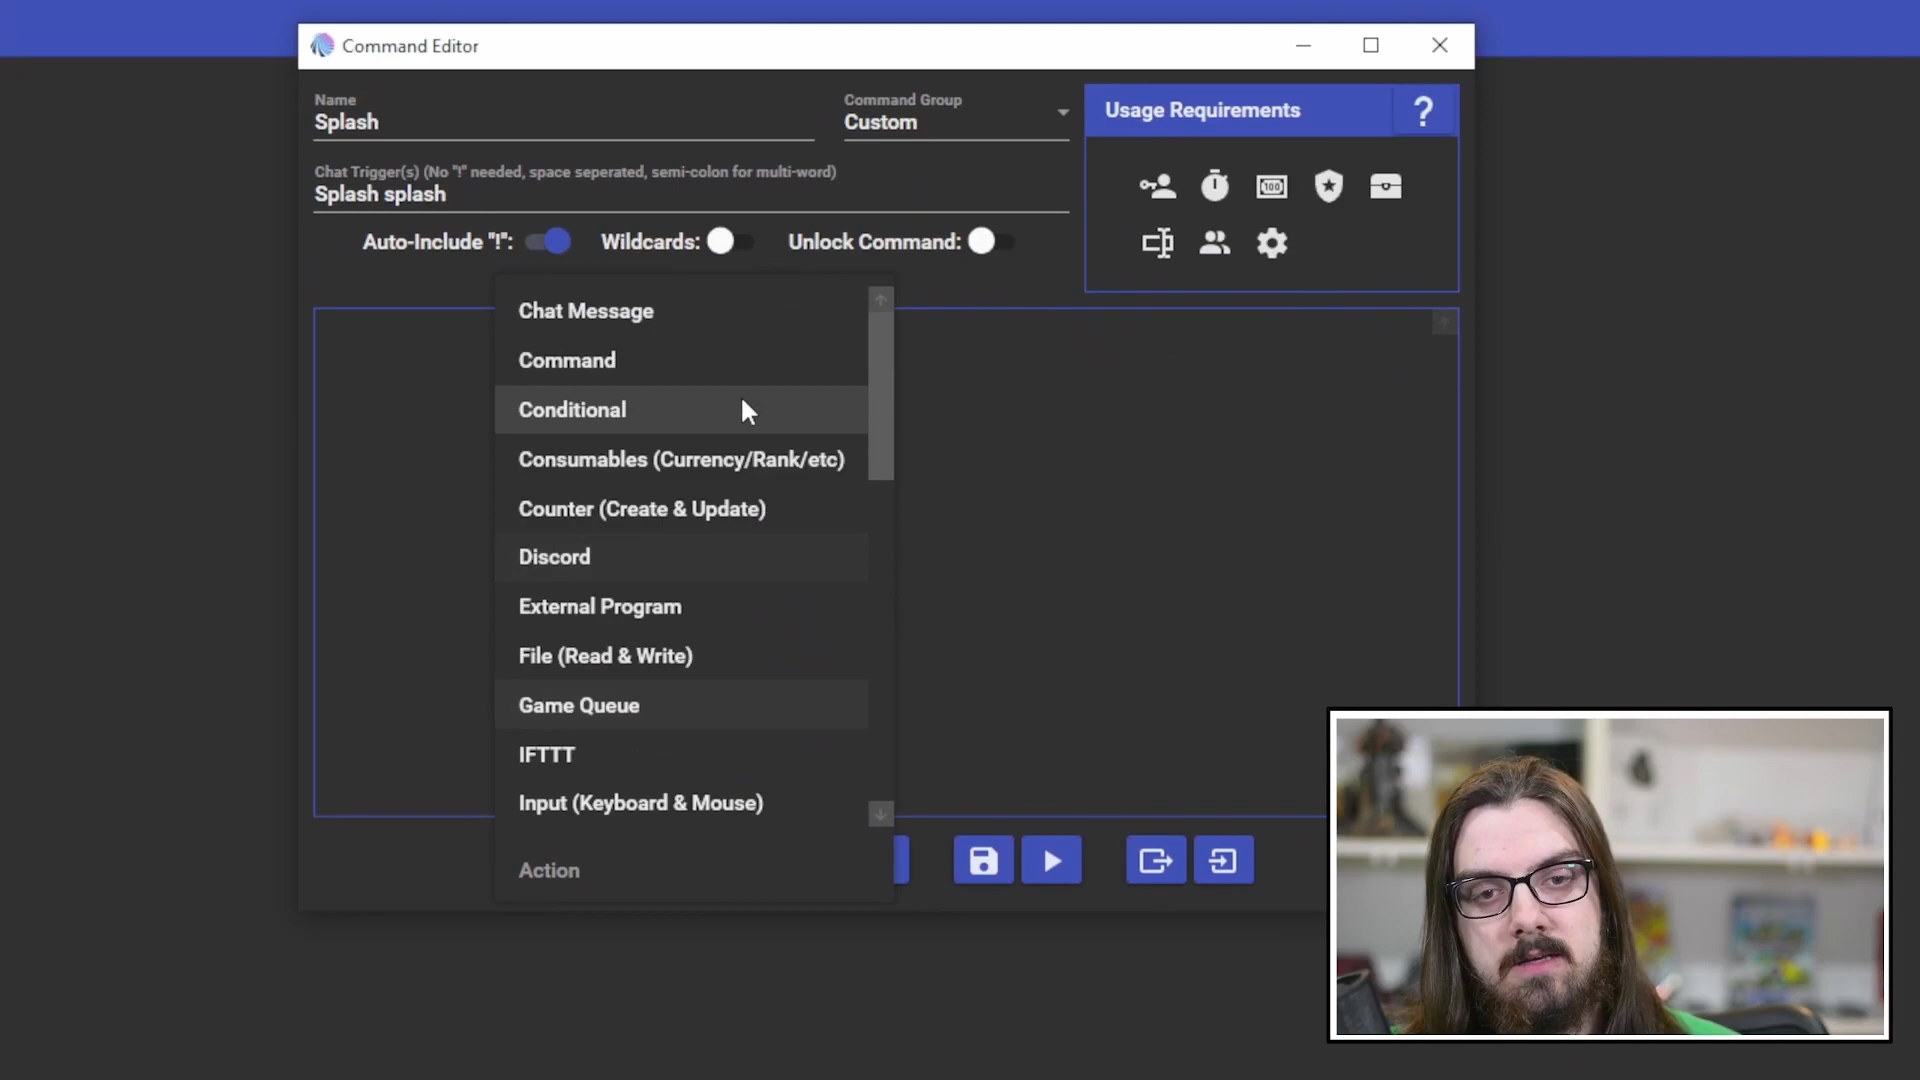 Command Editor
Name
Splash
Command Group
Custom
Usage Requirements
?
Chat Trigger(s) (No "!" needed, space seperated, semi-colon for multi-word)
Splash splash
100
Auto-Include "!":
Wildcards:
Unlock Command:
Chat Message
Command
Conditional
Consumables (Currency/Rank/etc)
Counter (Create & Update)
Discord
External Program
File (Read & Write)
Game Queue
IFTTT
Input (Keyboard & Mouse)
Action